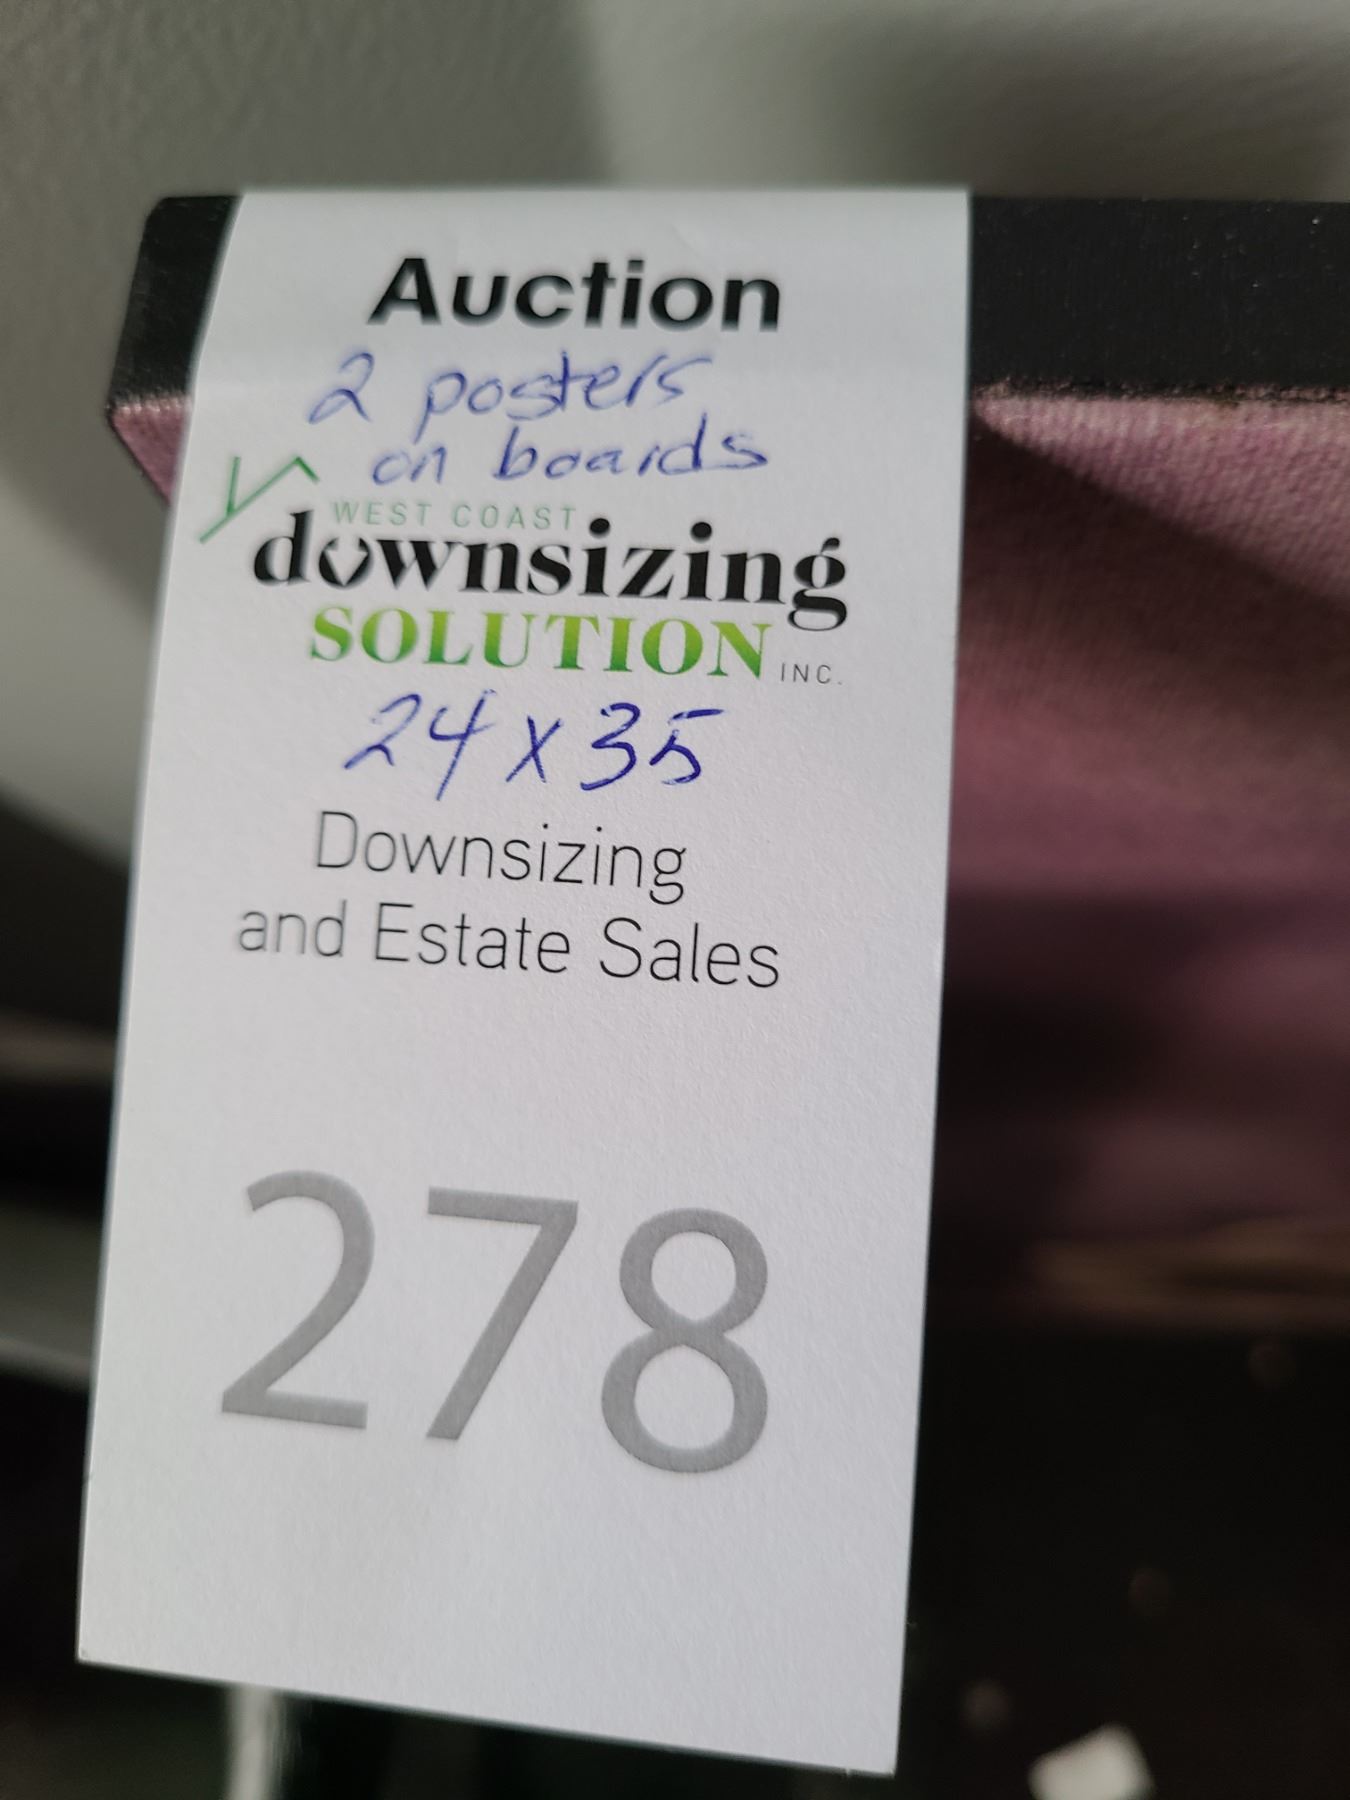 Auction
2 posters
on boards
WEST COAST
downsizing
SOLUTION INC.
24 x 35
Downsizing
and Estate Sales
278